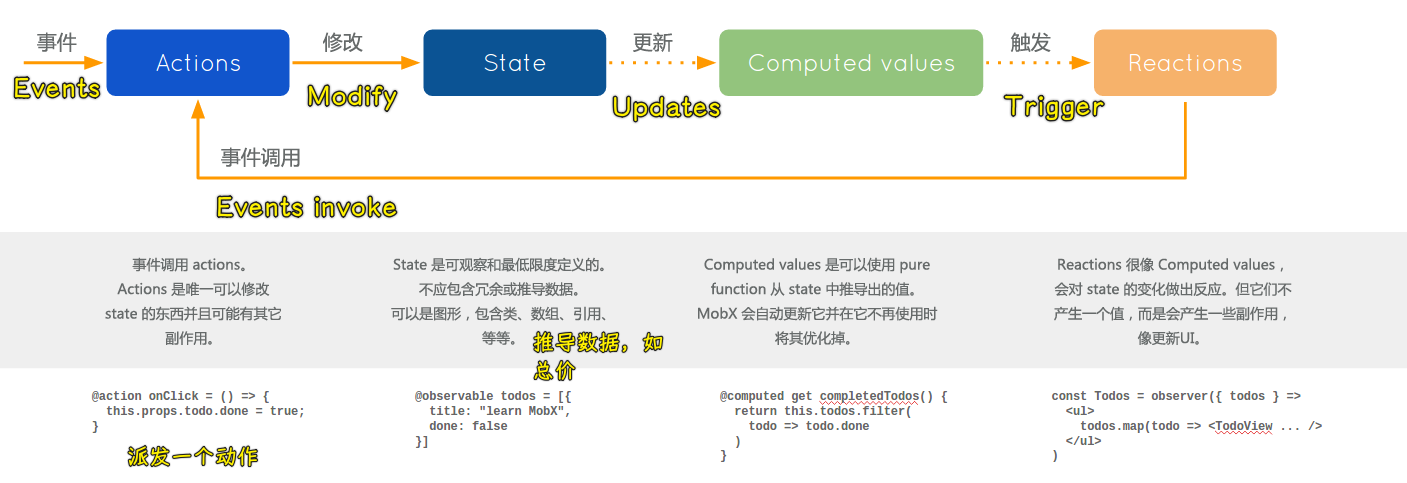 事件
修改
更新
触发
Actions
State
Computed values
Reactions
Events
Modify
Updates
Trigger
事件调用
Events invoke
事件调用 actions。
Actions 是唯一可以修改
state 的东西并且可能有其它
副作用。
State 是可观察和最低限度定义的。
不应包含冗余或推导数据。
可以是图形，包含类、数组、引用、
等等。
推导数据，如
总价
Computed values 是可以使用 pure
function 从 state 中推导出的值。
MobX 会自动更新它并在它不再使用时
将其优化掉。
Reactions 很像 Computed values，
会对 state 的变化做出反应。但它们不
产生一个值，而是会产生一些副作用，
像更新UI。
@action onClick = () => {
this.props.todo.done = true;
}
派发一个动作
@observable todos = [{
title: "learn MobX",
done: false
}]
@computed get completedTodos() {
return this.todos.filter(
todo => todo.done
)
}
const Todos = observer({ todos } =>
<ul>
todos.map(todo => <TodoView ... />
</ul>
)